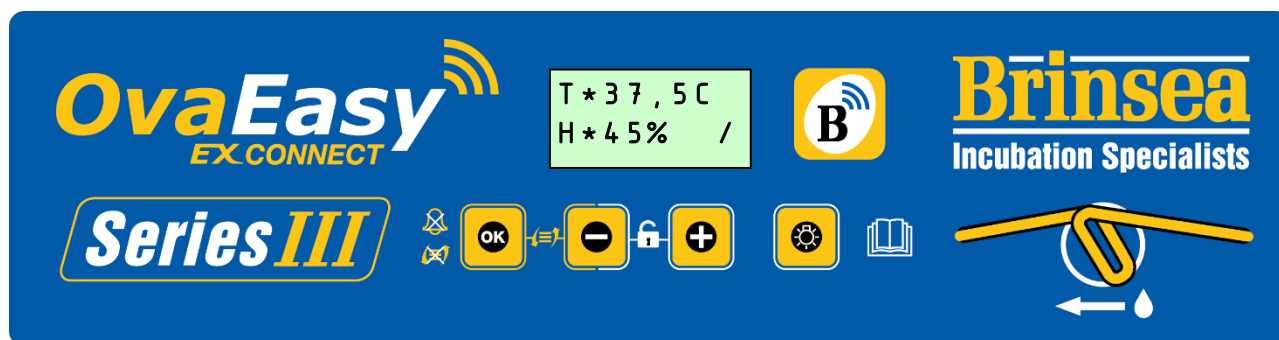 OvaEasy
EX CONNECT
T*37,5C
H*45% /
B
Brinsea
Incubation Specialists
Series III
OK